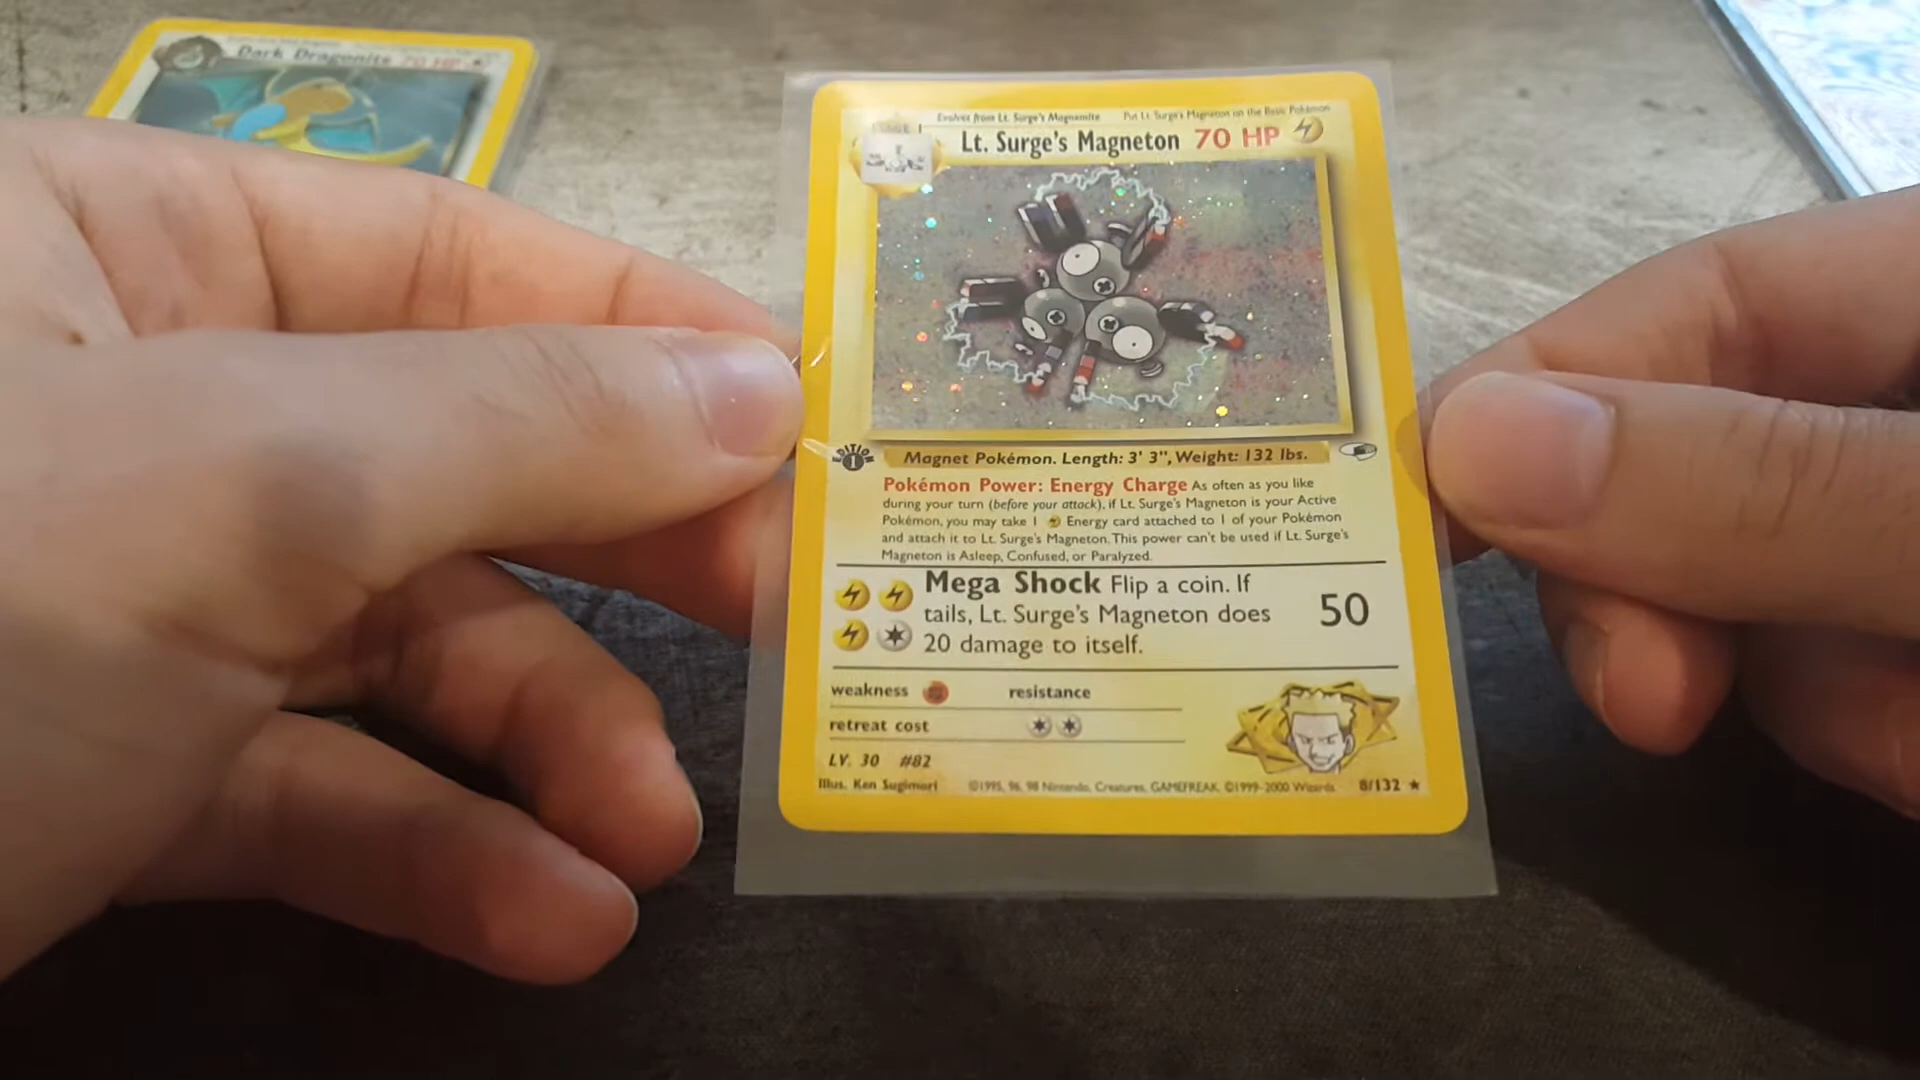 Dark Dragonite 70 HP
Evolves from Lt. Surge's Magnemite Put Lt. Surge's Magneton on the Basic Pokémon
STAGE 1
Lt. Surge's Magneton 70 HP
EDITION
1
Magnet Pokémon. Length: 3' 3", Weight: 132 lbs.
Pokémon Power: Energy Charge As often as you like
during your turn (before your attack), if Lt. Surge's Magneton is your Active
Pokémon, you may take 1 Energy card attached to 1 of your Pokémon
and attach it to Lt. Surge's Magneton. This power can't be used if Lt. Surge's
Magneton is Asleep, Confused, or Paralyzed.
Mega Shock Flip a coin. If
tails, Lt. Surge's Magneton does 50
20 damage to itself.
weakness resistance
retreat cost
LV. 30 #82
Illus. Ken Sugimori ©1995, 96, 98 Nintendo, Creatures, GAMEFREAK. ©1999-2000 Wizards 8/132 ★